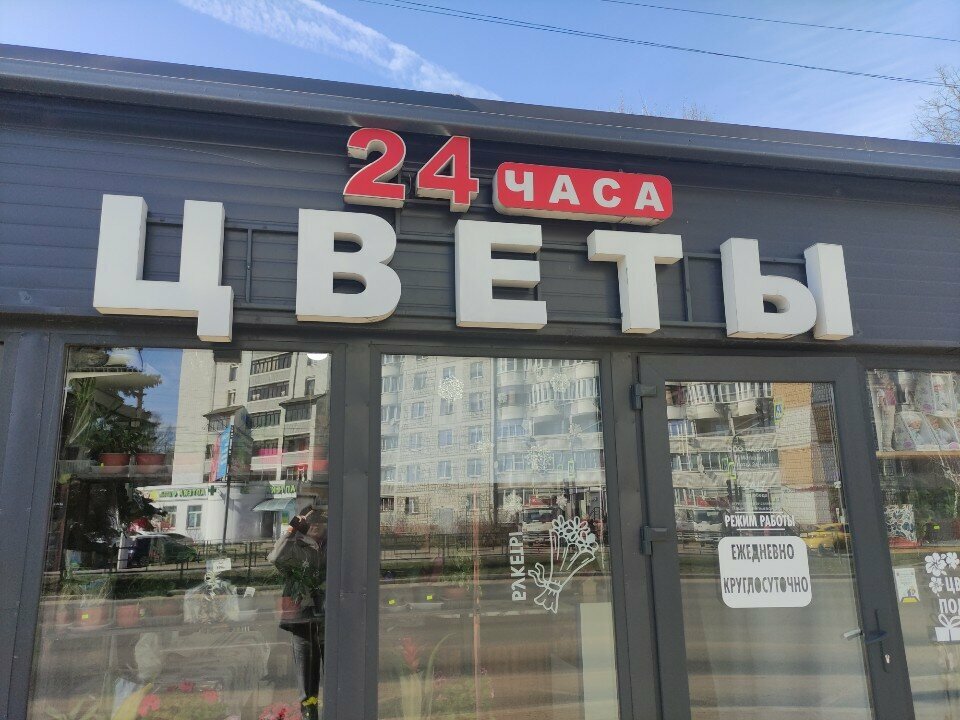 24 ЧАСА
ЦВЕТЫ
РЕЖИМ РАБОТЫ
ЕЖЕДНЕВНО
КРУГЛОСУТОЧНО